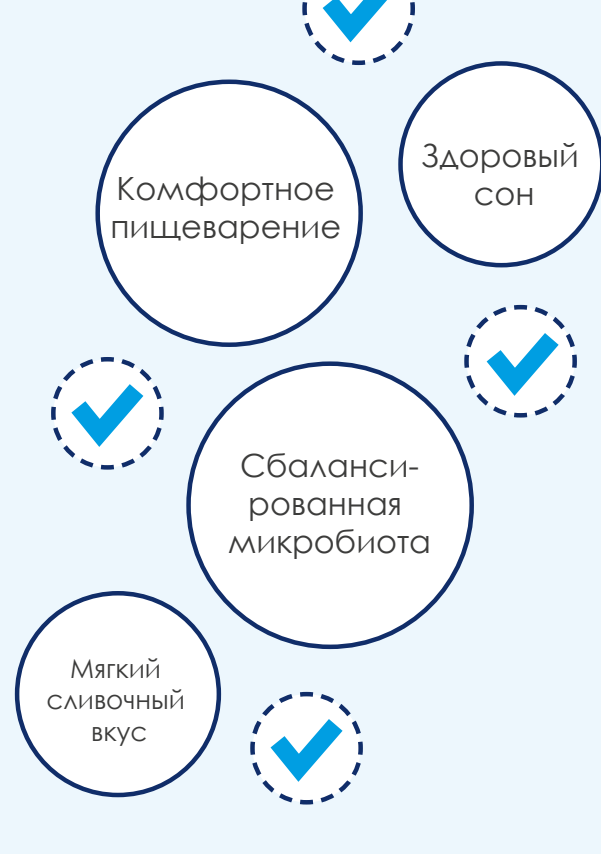 Здоровый
сон
Комфортное
пищеварение
Сбаланси-
рованная
микробиота
Мягкий
сливочный
вкус